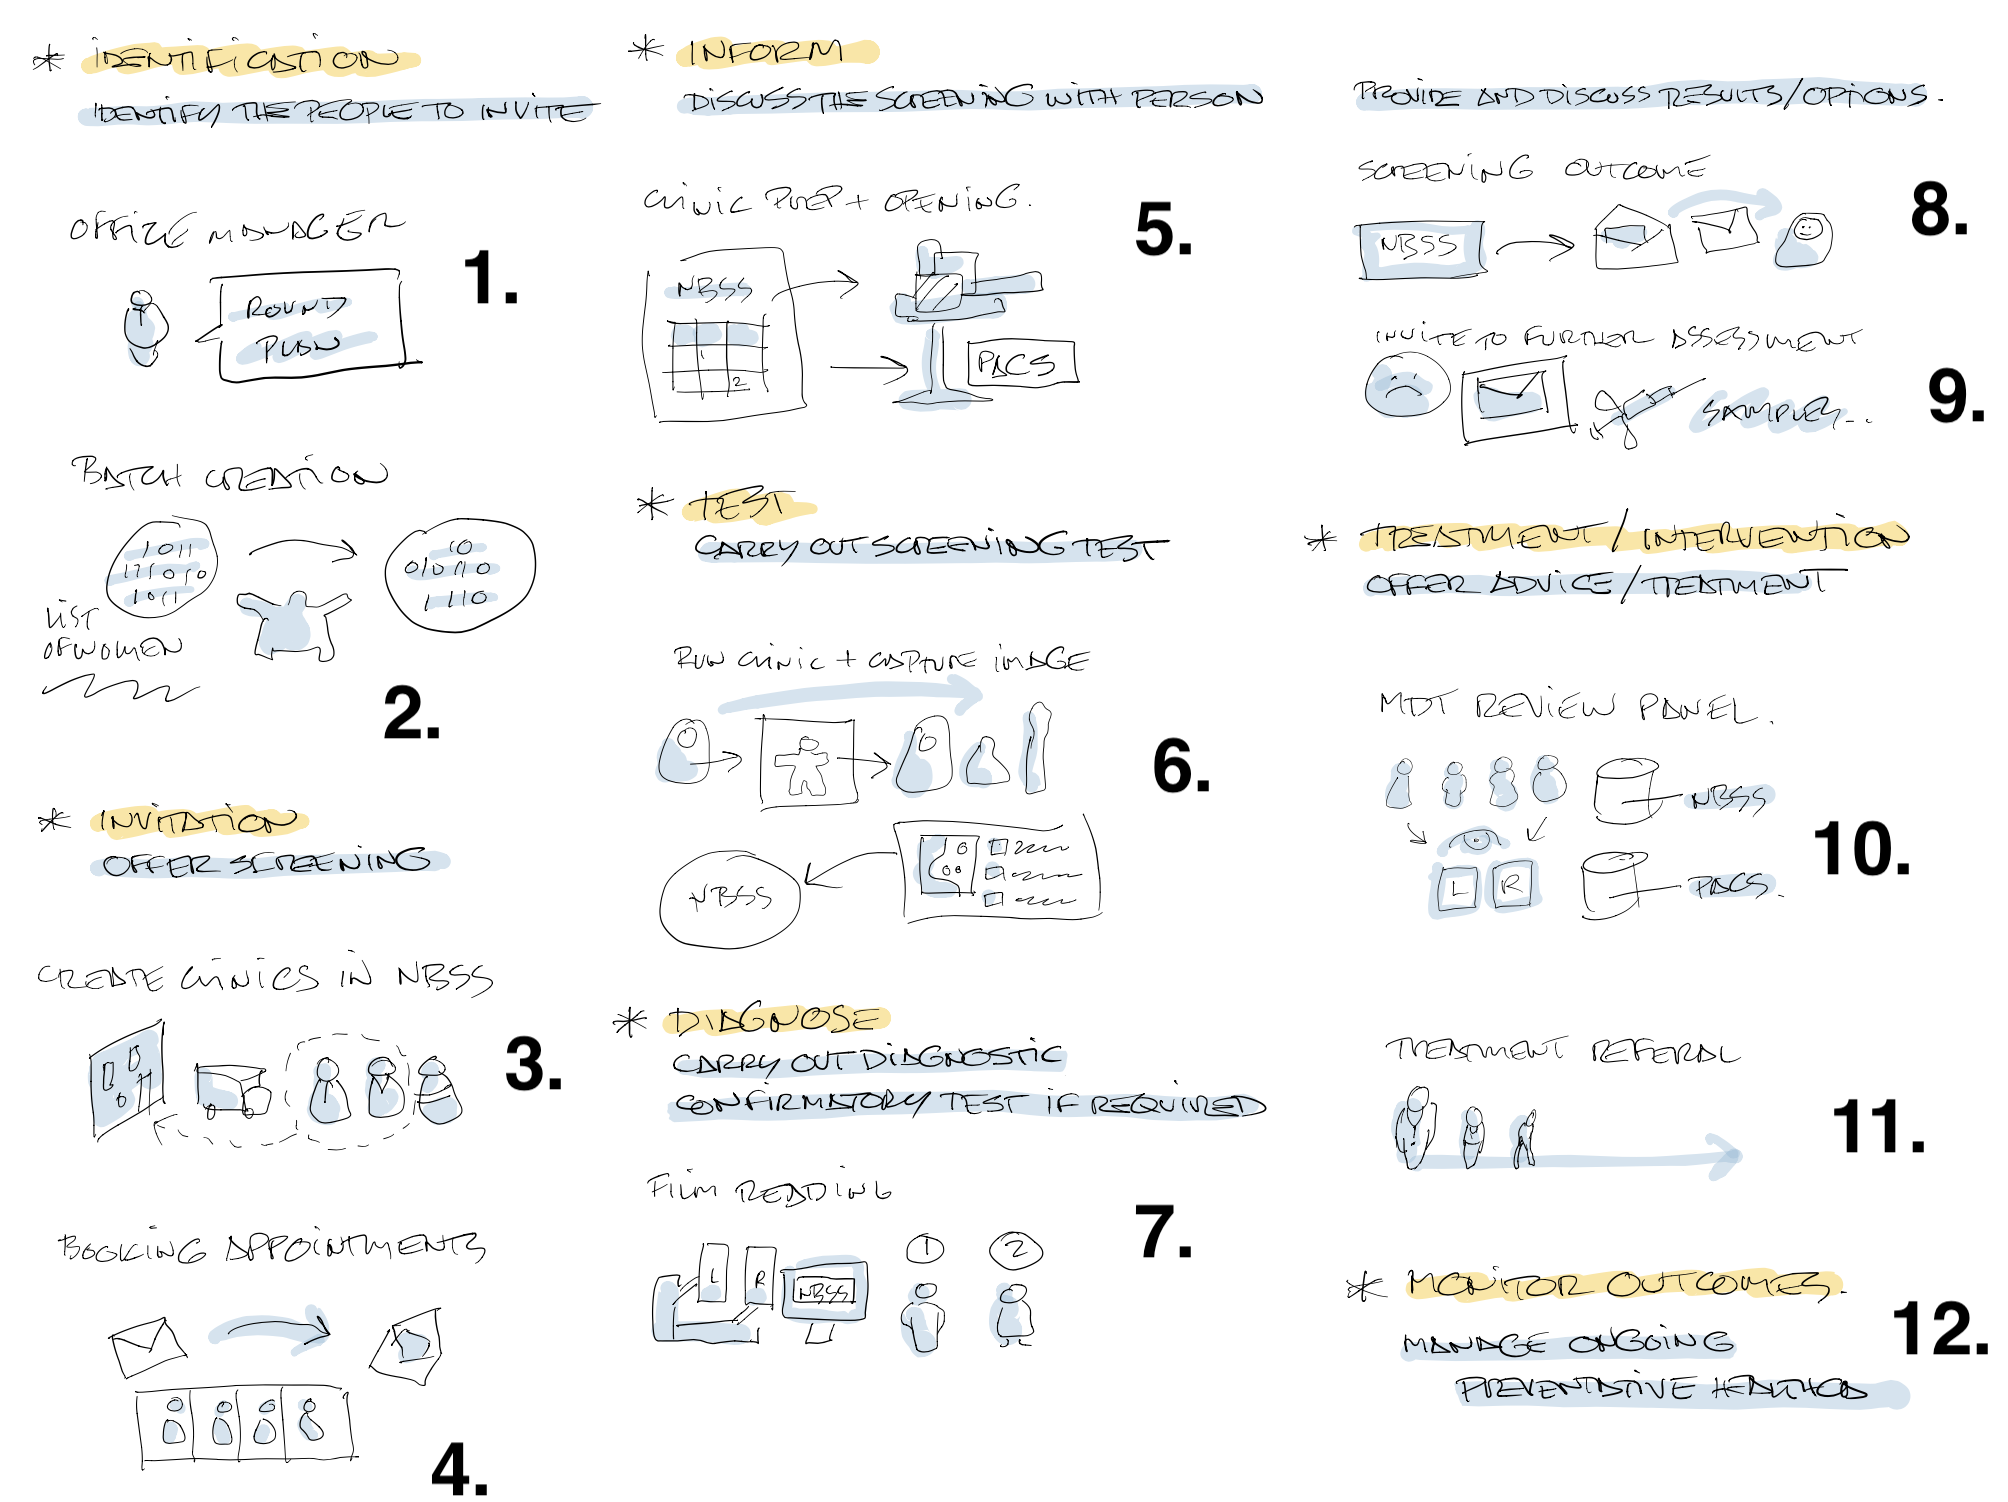 * IDENTIFICATION
IDENTIFY THE PEOPLE TO INVITE
OFFICE MANAGER
1.
ROUND
PLAN
BATCH CREATION
1011
10
010110
1011
1110
LIST
OF WOMEN
2.
* INVITATION
OFFER SCREENING
CREATE CLINICS IN NBSS
3.
BOOKING APPOINTMENTS
4.
* INFORM
DISCUSS THE SCREENING WITH PERSON
CLINIC PREP + OPENING.
5.
NBSS
1
2
PACS
* TEST
CARRY OUT SCREENING TEST
RUN CLINIC + CAPTURE IMAGE
6.
NBSS
* DIAGNOSE
CARRY OUT DIAGNOSTIC
CONFIRMATORY TEST IF REQUIRED
FILM READING
7.
L R NBSS 1 2
PROVIDE AND DISCUSS RESULTS/OPTIONS.
SCREENING OUTCOME
8.
NBSS
INVITE TO FURTHER ASSESSMENT
9.
SAMPLES...
* TREATMENT / INTERVENTION
OFFER ADVICE / TREATMENT
MDT REVIEW PANEL.
NBSS
10.
L R
PACS.
TREATMENT REFERAL
11.
* MONITOR OUTCOMES.
12.
MANAGE ONGOING
PREVENTATIVE HEALTHCO